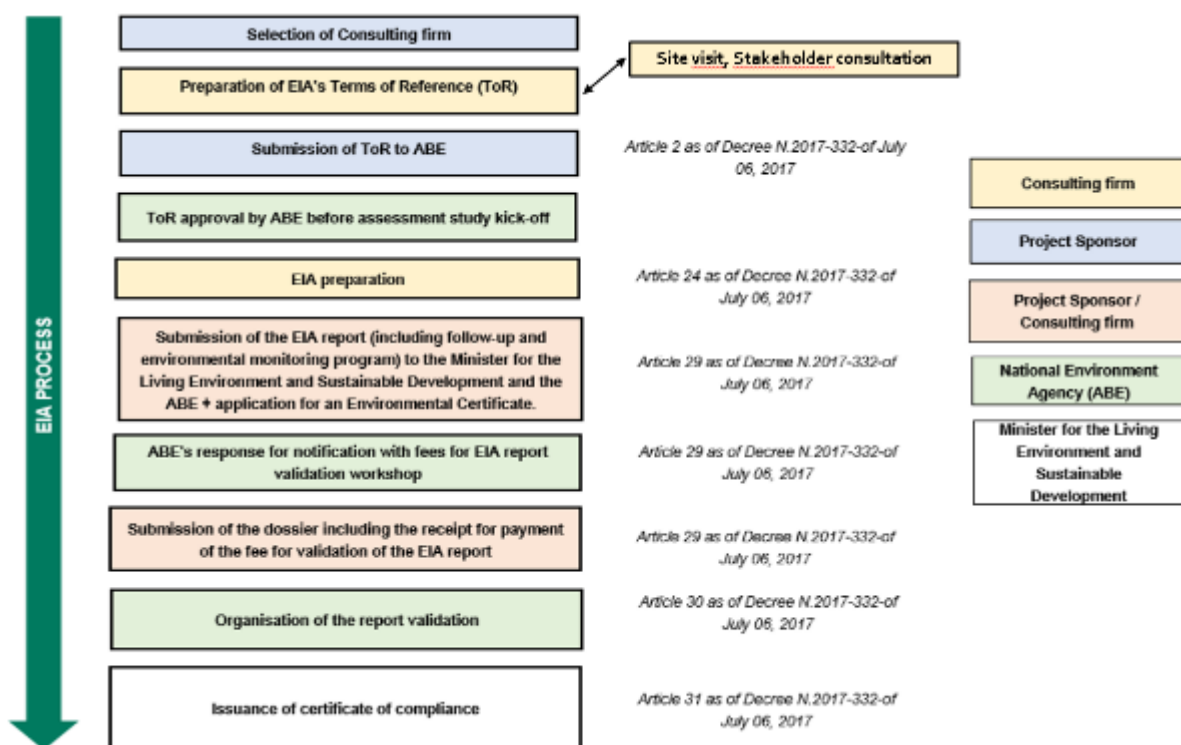 Selection of Consulting firm
Site visit, Stakeholder consultation
Preparation of EIA's Terms of Reference (ToR)
Submission of ToR to ABE
Article 2 as of Decree N.2017-332-of July
06, 2017
ToR approval by ABE before assessment study kick-off
EIA preparation
Article 24 as of Decree N.2017-332-of
July 06, 2017
Submission of the EIA report (including follow-up and
environmental monitoring program) to the Minister for the
Living Environment and Sustainable Development and the
ABE + application for an Environmental Certificate.
Article 29 as of Decree N.2017-332-of
July 06, 2017
ABE's response for notification with fees for EIA report
validation workshop
Article 29 as of Decree N.2017-332-of
July 06, 2017
Submission of the dossier including the receipt for payment
of the fee for validation of the EIA report
Article 29 as of Decree N.2017-332-of
July 06, 2017
Organisation of the report validation
Article 30 as of Decree N.2017-332-of
July 06, 2017
Issuance of certificate of compliance
Article 31 as of Decree N.2017-332-of
July 06, 2017
EIA PROCESS
Consulting firm
Project Sponsor
Project Sponsor /
Consulting firm
National Environment
Agency (ABE)
Minister for the Living
Environment and
Sustainable
Development